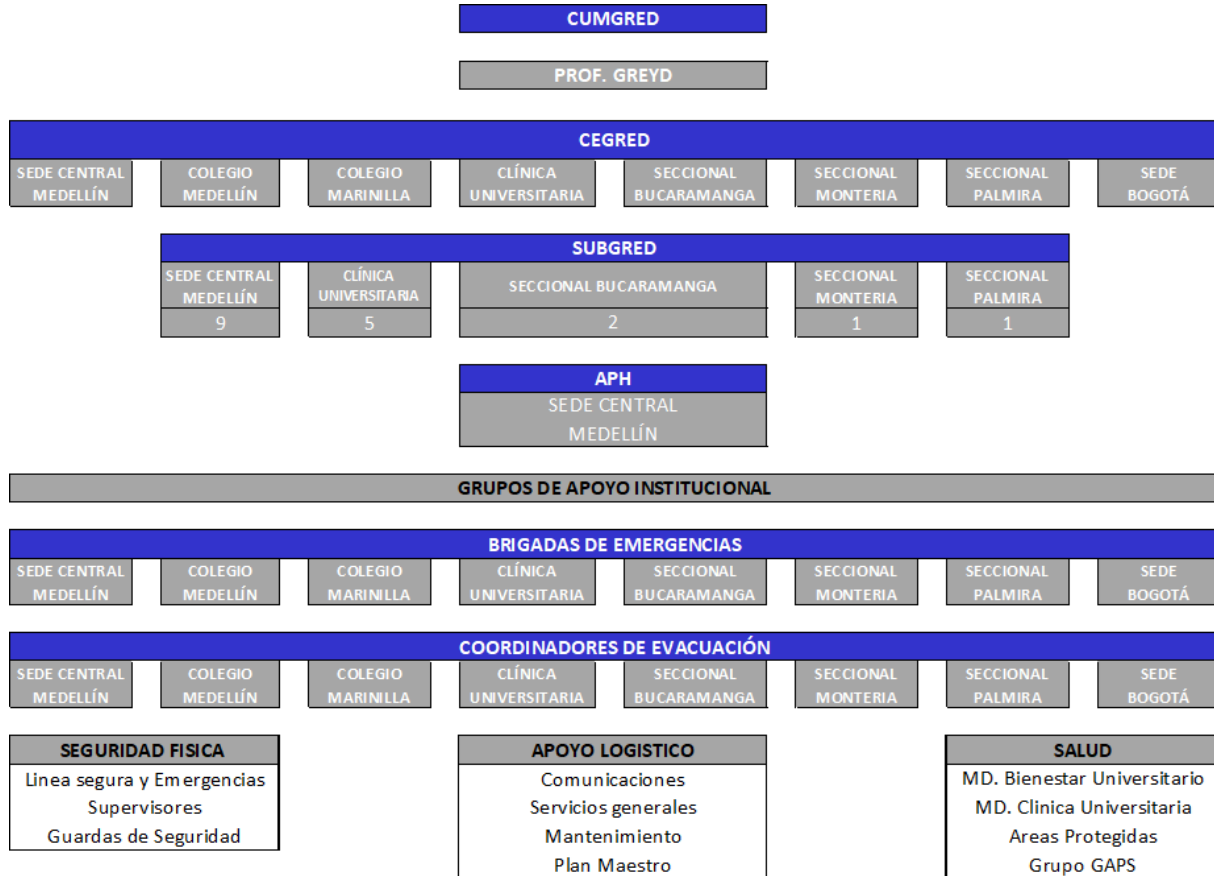 CUMGRED
PROF. GREYD
CEGRED
SEDE CENTRAL MEDELLÍN
COLEGIO MEDELLÍN
COLEGIO MARINILLA
CLÍNICA UNIVERSITARIA
SECCIONAL BUCARAMANGA
SECCIONAL MONTERIA
SECCIONAL PALMIRA
SEDE BOGOTÁ
SUBGRED
SEDE CENTRAL MEDELLÍN
9
CLÍNICA UNIVERSITARIA
5
SECCIONAL BUCARAMANGA
2
SECCIONAL MONTERIA
1
SECCIONAL PALMIRA
1
APH
SEDE CENTRAL
MEDELLÍN
GRUPOS DE APOYO INSTITUCIONAL
BRIGADAS DE EMERGENCIAS
SEDE CENTRAL MEDELLÍN
COLEGIO MEDELLÍN
COLEGIO MARINILLA
CLÍNICA UNIVERSITARIA
SECCIONAL BUCARAMANGA
SECCIONAL MONTERIA
SECCIONAL PALMIRA
SEDE BOGOTÁ
COORDINADORES DE EVACUACIÓN
SEDE CENTRAL MEDELLÍN
COLEGIO MEDELLÍN
COLEGIO MARINILLA
CLÍNICA UNIVERSITARIA
SECCIONAL BUCARAMANGA
SECCIONAL MONTERIA
SECCIONAL PALMIRA
SEDE BOGOTÁ
SEGURIDAD FISICA
Linea segura y Emergencias
Supervisores
Guardas de Seguridad
APOYO LOGISTICO
Comunicaciones
Servicios generales
Mantenimiento
Plan Maestro
SALUD
MD. Bienestar Universitario
MD. Clinica Universitaria
Areas Protegidas
Grupo GAPS